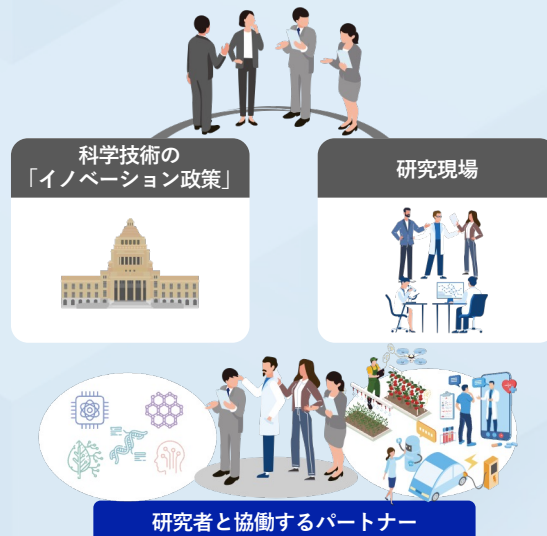 科学技術の
「イノベーション政策」
研究現場
研究者と協働するパートナー